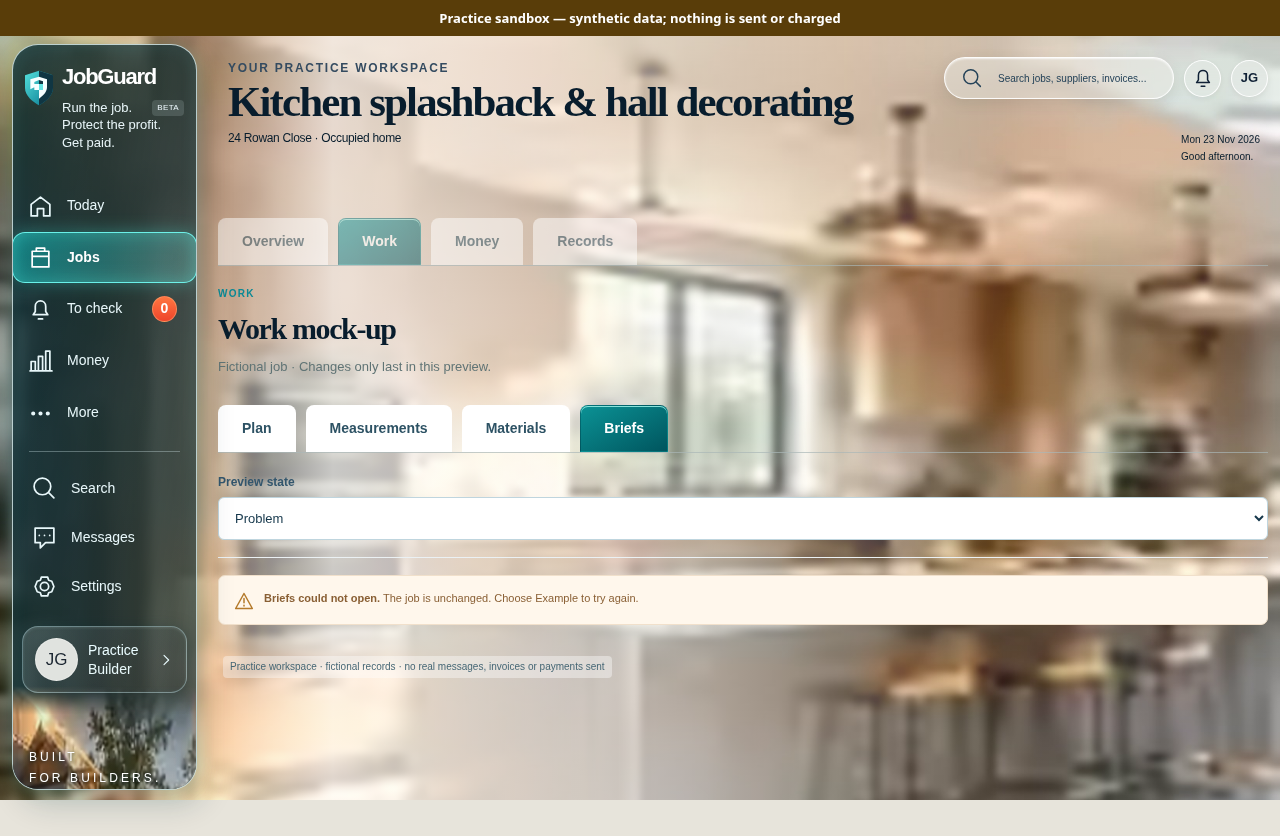 Practice sandbox — synthetic data; nothing is sent or charged
JobGuard
Run the job.
BETA
Protect the profit.
Get paid.
Today
Jobs
To check
0
Money
More
Search
Messages
Settings
JG
Practice
Builder
BUILT
FOR BUILDERS.
YOUR PRACTICE WORKSPACE
Kitchen splashback & hall decorating
24 Rowan Close · Occupied home
Search jobs, suppliers, invoices...
JG
Mon 23 Nov 2026
Good afternoon.
Overview
Work
Money
Records
WORK
Work mock-up
Fictional job · Changes only last in this preview.
Plan
Measurements
Materials
Briefs
Preview state
Problem
Briefs could not open. The job is unchanged. Choose Example to try again.
Practice workspace · fictional records · no real messages, invoices or payments sent